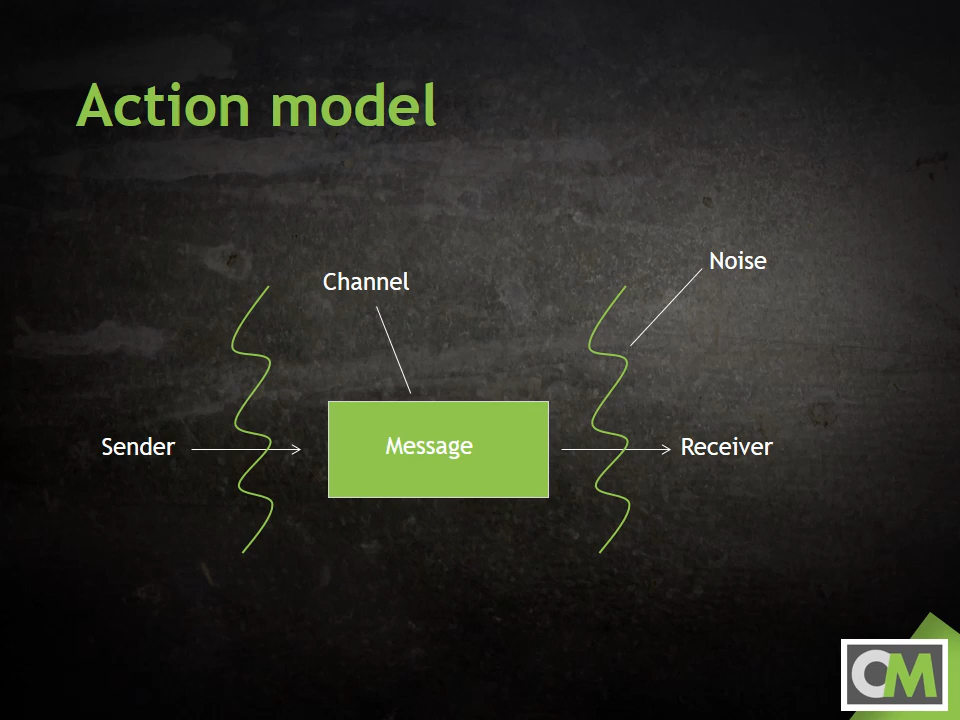 Action model
Noise
Channel
Sender
Message
Receiver
CM